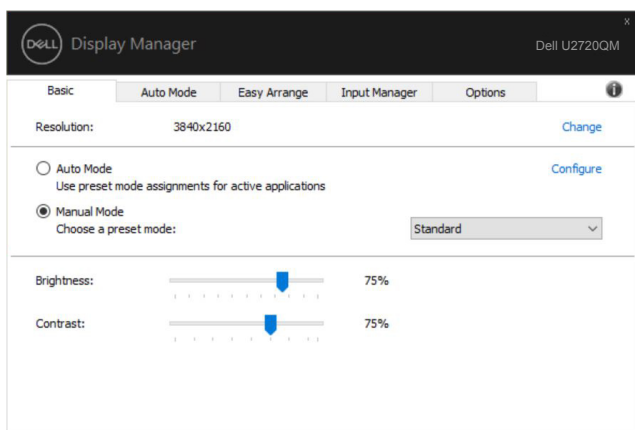 x
DELL Display Manager
Dell U2720QM
Basic Auto Mode Easy Arrange Input Manager Options i
Resolution: 3840x2160 Change
Auto Mode Configure
Use preset mode assignments for active applications
Manual Mode
Choose a preset mode: Standard
Brightness: 75%
Contrast: 75%